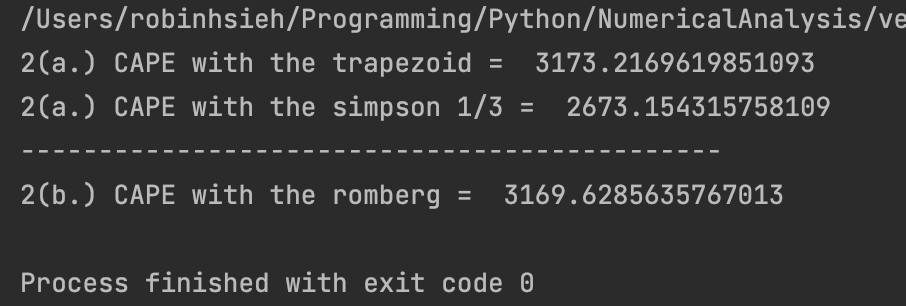 /Users/robinhsieh/Programming/Python/NumericalAnalysis/ve
2(a.) CAPE with the trapezoid =  3173.2169619851093
2(a.) CAPE with the simpson 1/3 =  2673.154315758109
---------------------------------------------
2(b.) CAPE with the romberg =  3169.6285635767013
Process finished with exit code 0